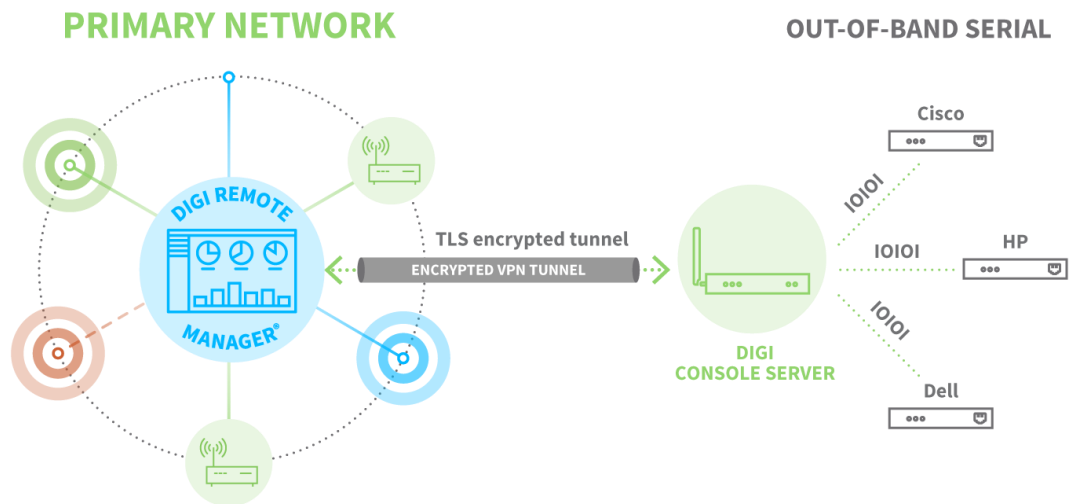 PRIMARY NETWORK
OUT-OF-BAND SERIAL
DIGI REMOTE
MANAGER®
TLS encrypted tunnel
ENCRYPTED VPN TUNNEL
DIGI
CONSOLE SERVER
Cisco
IOIOI
HP
IOIOI
IOIOI
Dell